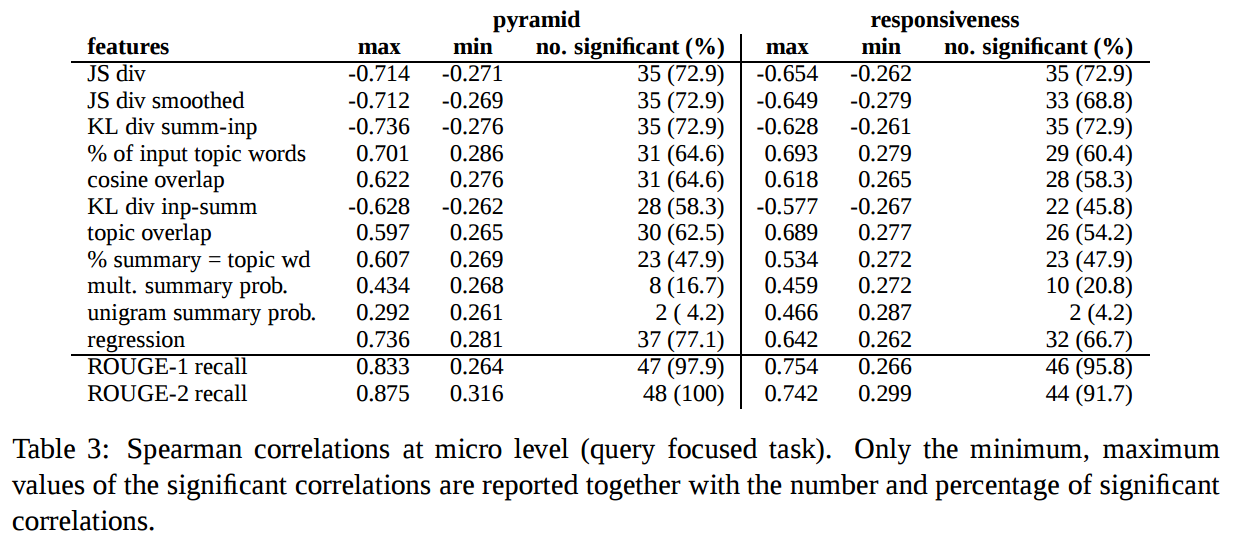 pyramid responsiveness
features max min no. significant (%) max min no. significant (%)
JS div -0.714 -0.271 35 (72.9) -0.654 -0.262 35 (72.9)
JS div smoothed -0.712 -0.269 35 (72.9) -0.649 -0.279 33 (68.8)
KL div summ-inp -0.736 -0.276 35 (72.9) -0.628 -0.261 35 (72.9)
% of input topic words 0.701 0.286 31 (64.6) 0.693 0.279 29 (60.4)
cosine overlap 0.622 0.276 31 (64.6) 0.618 0.265 28 (58.3)
KL div inp-summ -0.628 -0.262 28 (58.3) -0.577 -0.267 22 (45.8)
topic overlap 0.597 0.265 30 (62.5) 0.689 0.277 26 (54.2)
% summary = topic wd 0.607 0.269 23 (47.9) 0.534 0.272 23 (47.9)
mult. summary prob. 0.434 0.268 8 (16.7) 0.459 0.272 10 (20.8)
unigram summary prob. 0.292 0.261 2 ( 4.2) 0.466 0.287 2 (4.2)
regression 0.736 0.281 37 (77.1) 0.642 0.262 32 (66.7)
ROUGE-1 recall 0.833 0.264 47 (97.9) 0.754 0.266 46 (95.8)
ROUGE-2 recall 0.875 0.316 48 (100) 0.742 0.299 44 (91.7)
Table 3: Spearman correlations at micro level (query focused task). Only the minimum, maximum
values of the significant correlations are reported together with the number and percentage of significant
correlations.